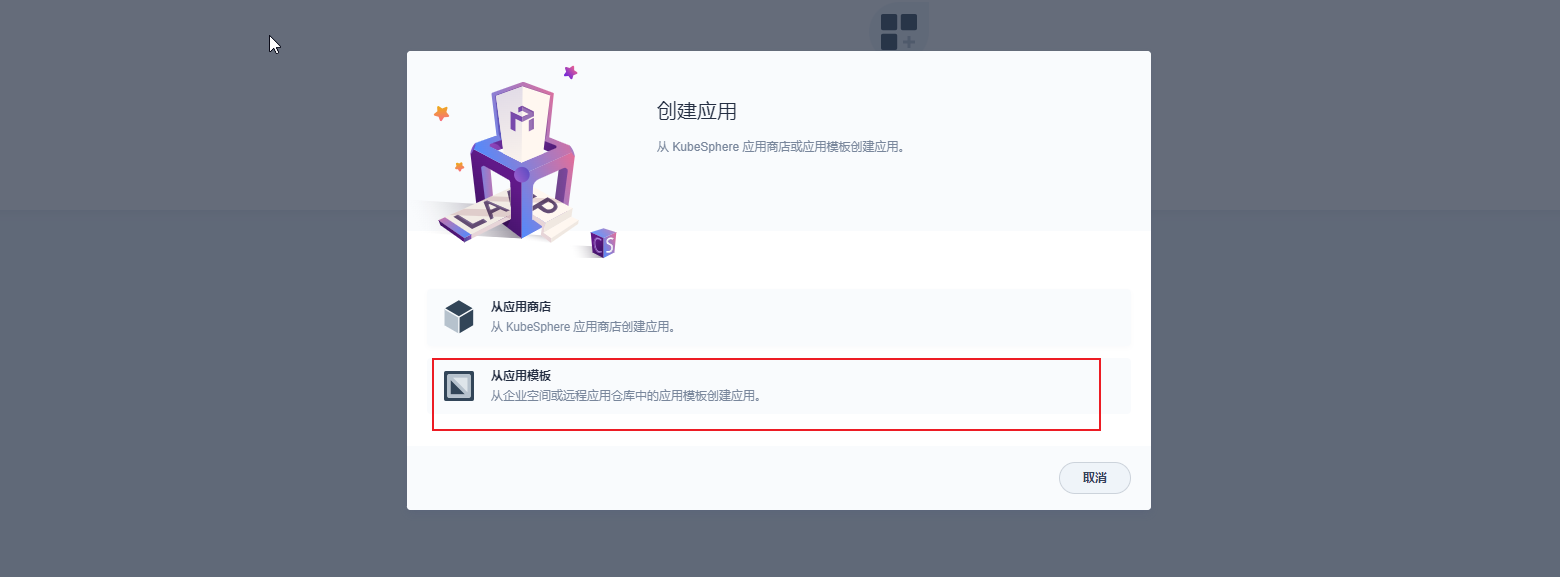 创建应用
从 KubeSphere 应用商店或应用模板创建应用。
LAPP
CS
从应用商店
从 KubeSphere 应用商店创建应用。
从应用模板
从企业空间或远程应用仓库中的应用模板创建应用。
取消